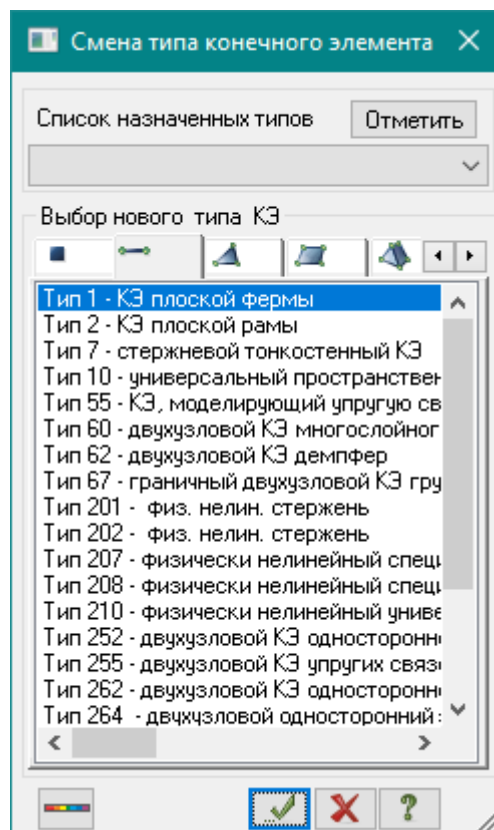 Смена типа конечного элемента
Список назначенных типов
Отметить
Выбор нового типа КЭ
Тип 1 - КЭ плоской фермы
Тип 2 - КЭ плоской рамы
Тип 7 - стержневой тонкостенный КЭ
Тип 10 - универсальный пространствен
Тип 55 - КЭ, моделирующий упругую св
Тип 60 - двухузловой КЭ многослойног
Тип 62 - двухузловой КЭ демпфер
Тип 67 - граничный двухузловой КЭ гру
Тип 201 - физ. нелин. стержень
Тип 202 - физ. нелин. стержень
Тип 207 - физически нелинейный специ
Тип 208 - физически нелинейный специ
Тип 210 - физически нелинейный униве
Тип 252 - двухузловой КЭ односторонн
Тип 255 - двухузловой КЭ упругих связе
Тип 262 - двухузловой КЭ односторонн
Тип 264 - двухузловой односторонний
?